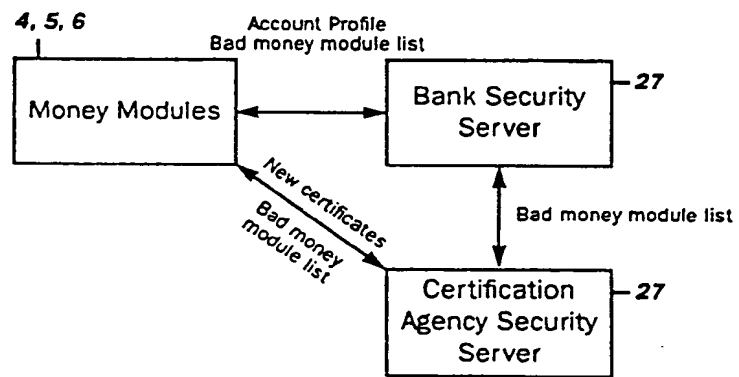 4, 5, 6
Account Profile
Bad money module list
Money Modules
Bank Security
Server
27
New certificates
Bad money
module list
Bad money module list
Certification
Agency Security
Server
27